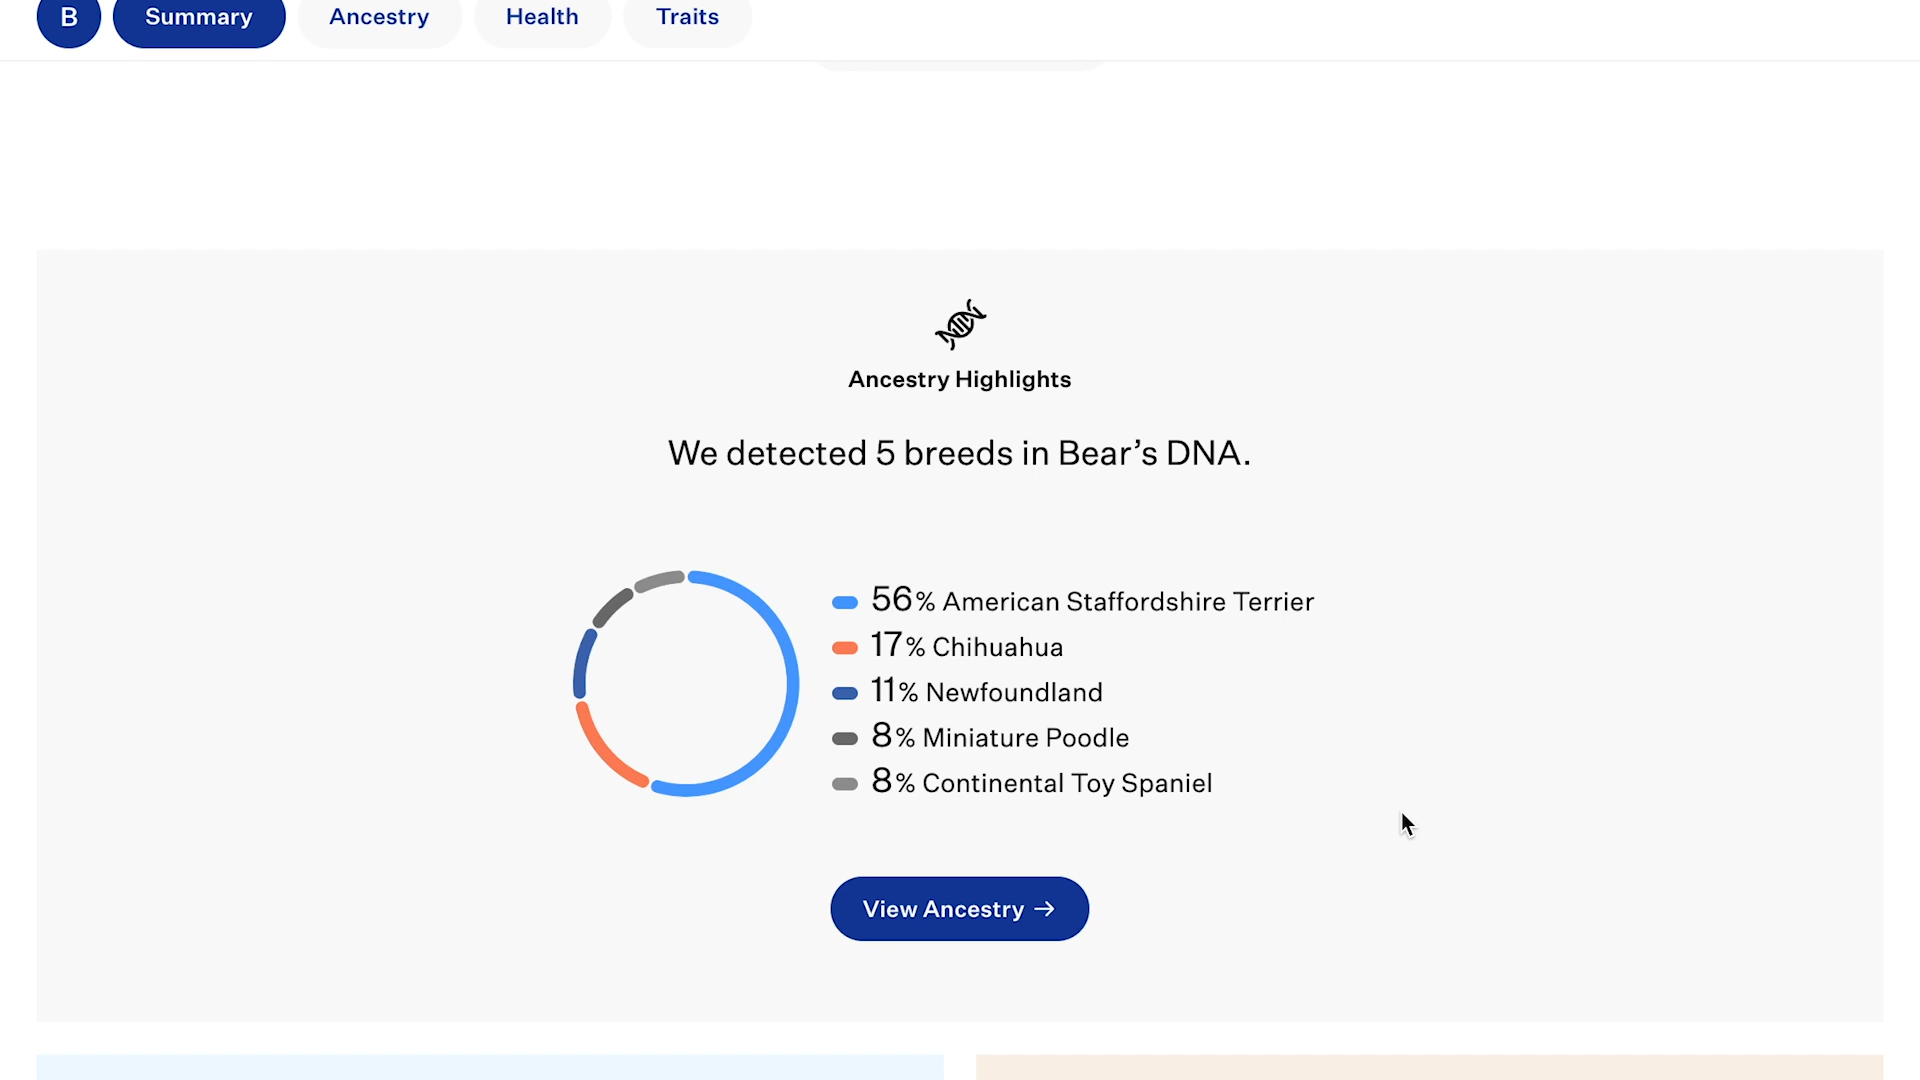 B
Summary
Ancestry
Health
Traits
Ancestry Highlights
We detected 5 breeds in Bear’s DNA.
56% American Staffordshire Terrier
17% Chihuahua
11% Newfoundland
8% Miniature Poodle
8% Continental Toy Spaniel
View Ancestry →